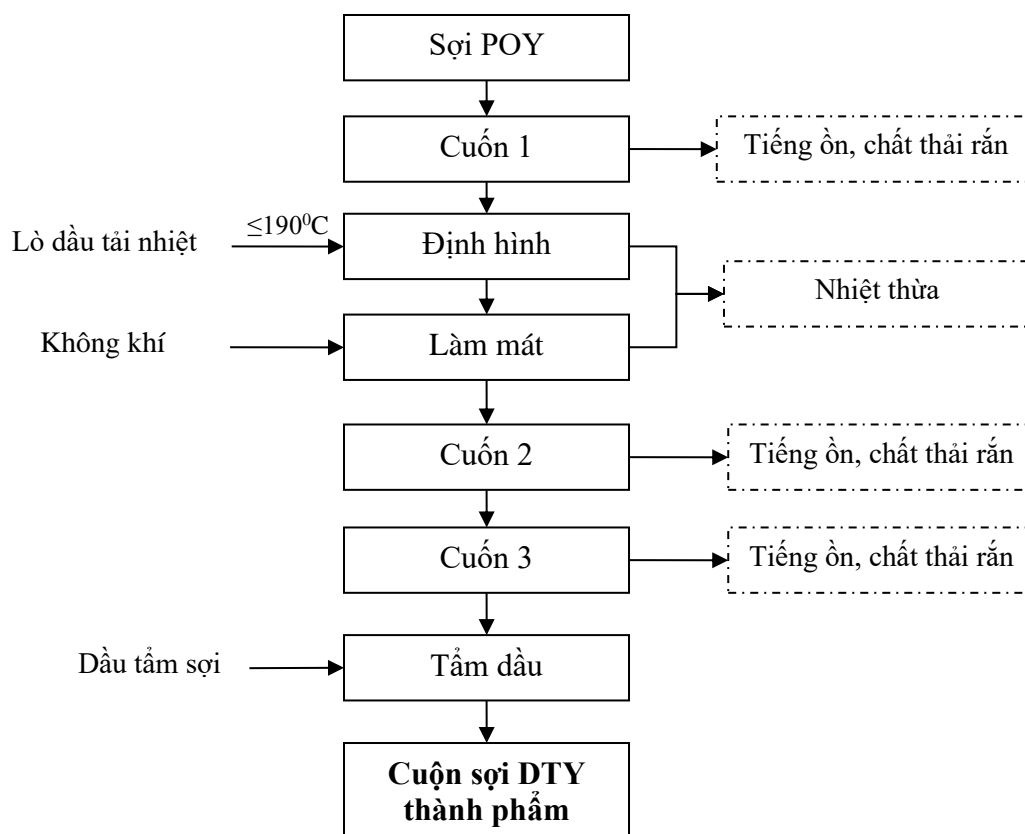 Sợi POY
Cuốn 1
Tiếng ồn, chất thải rắn
Lò dầu tải nhiệt
≤190⁰C
Định hình
Nhiệt thừa
Không khí
Làm mát
Cuốn 2
Tiếng ồn, chất thải rắn
Cuốn 3
Tiếng ồn, chất thải rắn
Dầu tẩm sợi
Tẩm dầu
Cuộn sợi DTY
thành phẩm